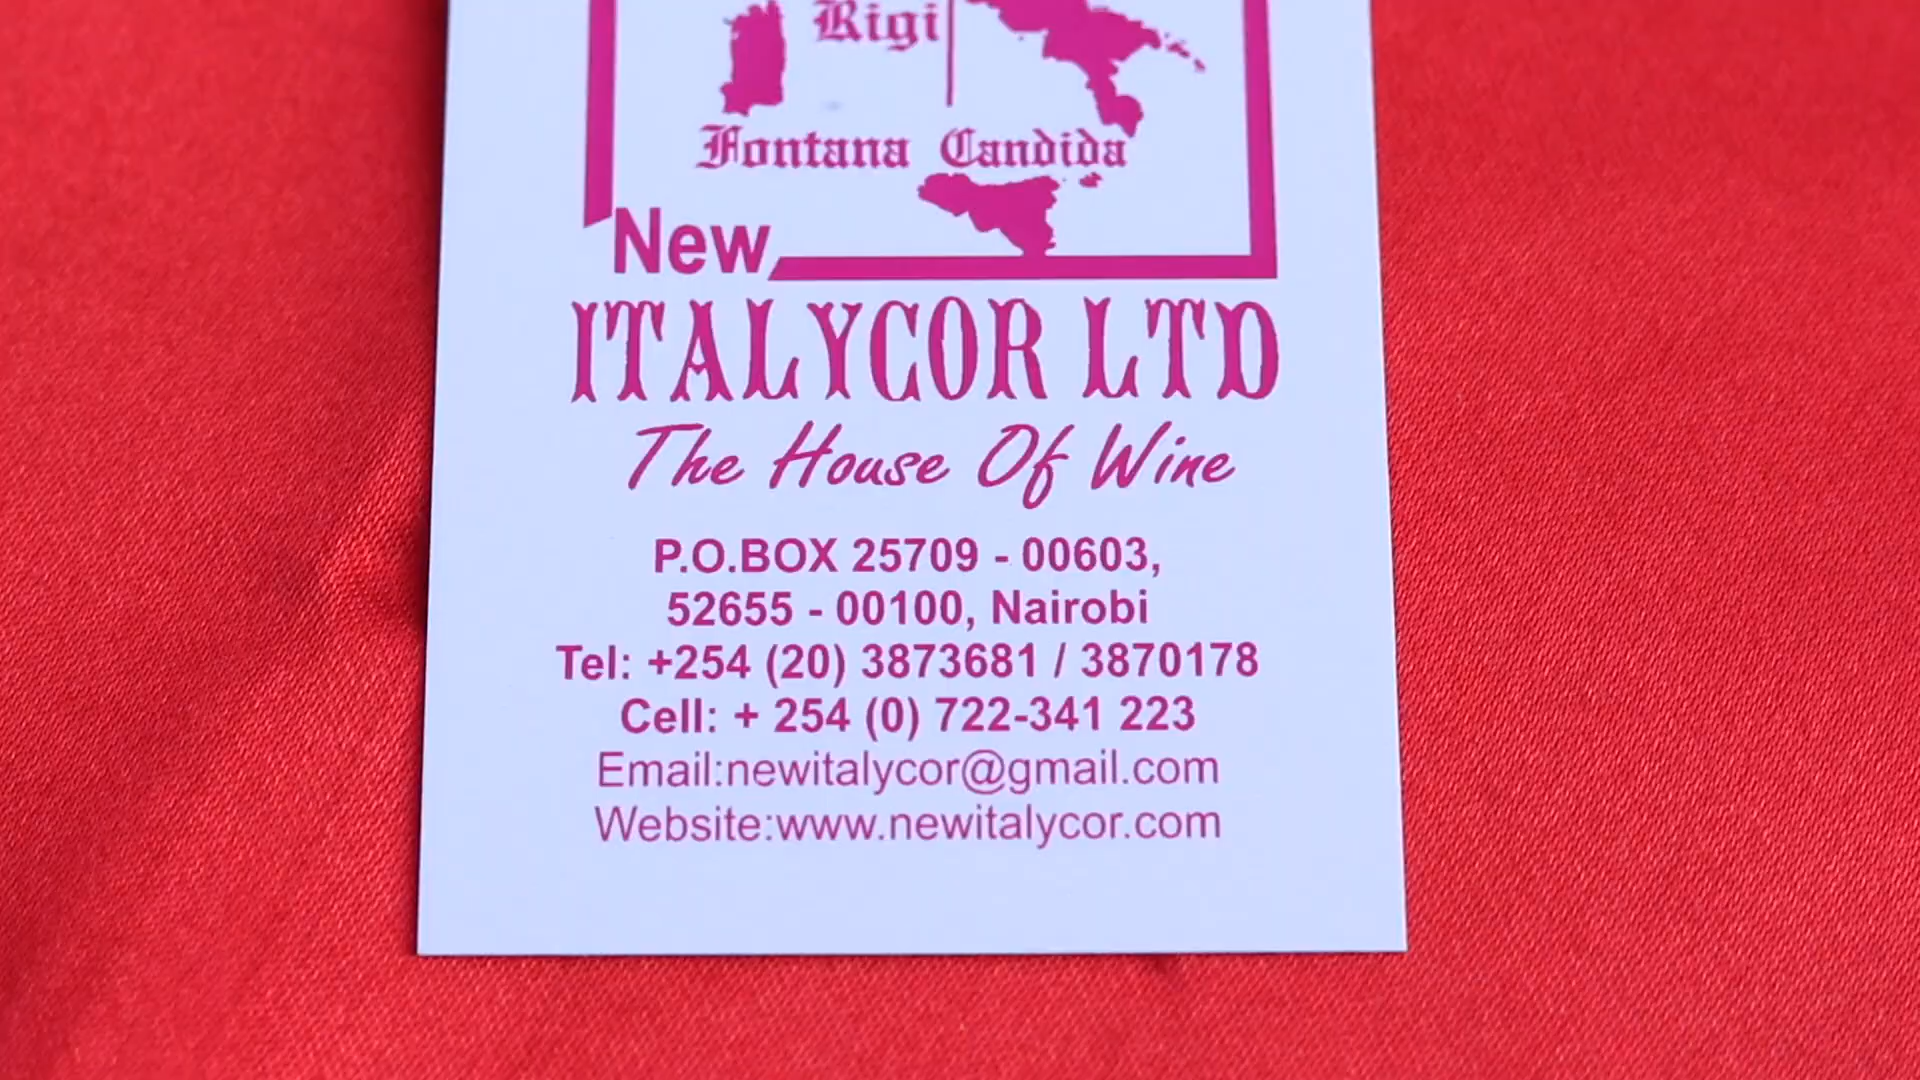 Rigi
Fontana Candida
New
ITALYCOR LTD
The House Of Wine
P.O.BOX 25709 - 00603,
52655 - 00100, Nairobi
Tel: +254 (20) 3873681 / 3870178
Cell: + 254 (0) 722-341 223
Email:newitalycor@gmail.com
Website:www.newitalycor.com